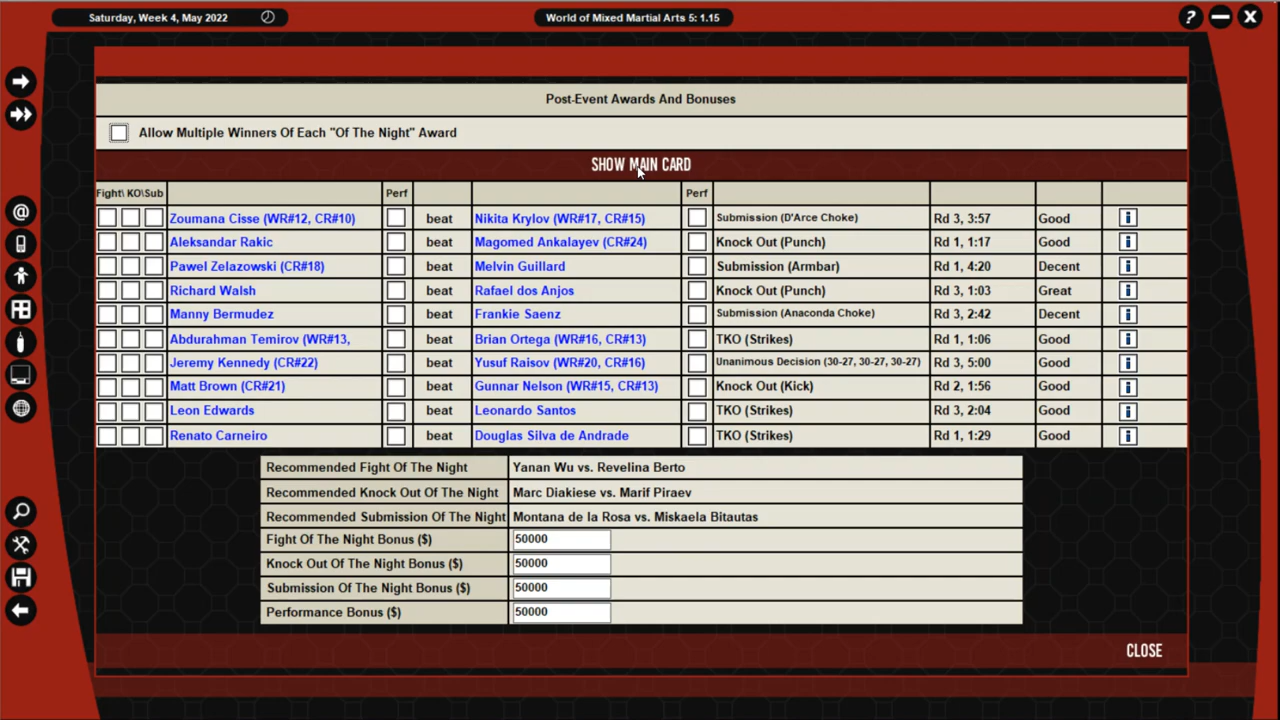 Saturday, Week 4, May 2022
World of Mixed Martial Arts 5: 1.15
?
X
Post-Event Awards And Bonuses
Allow Multiple Winners Of Each "Of The Night" Award
SHOW MAIN CARD
Fight\ KO\Sub Perf Perf
Zoumana Cisse (WR#12, CR#10) beat Nikita Krylov (WR#17, CR#15) Submission (D'Arce Choke) Rd 3, 3:57 Good i
Aleksandar Rakic beat Magomed Ankalayev (CR#24) Knock Out (Punch) Rd 1, 1:17 Good i
Pawel Zelazowski (CR#18) beat Melvin Guillard Submission (Armbar) Rd 1, 4:20 Decent i
Richard Walsh beat Rafael dos Anjos Knock Out (Punch) Rd 3, 1:03 Great i
Manny Bermudez beat Frankie Saenz Submission (Anaconda Choke) Rd 3, 2:42 Decent i
Abdurahman Temirov (WR#13, beat Brian Ortega (WR#16, CR#13) TKO (Strikes) Rd 1, 1:06 Good i
Jeremy Kennedy (CR#22) beat Yusuf Raisov (WR#20, CR#16) Unanimous Decision (30-27, 30-27, 30-27) Rd 3, 5:00 Good i
Matt Brown (CR#21) beat Gunnar Nelson (WR#15, CR#13) Knock Out (Kick) Rd 2, 1:56 Good i
Leon Edwards beat Leonardo Santos TKO (Strikes) Rd 3, 2:04 Good i
Renato Carneiro beat Douglas Silva de Andrade TKO (Strikes) Rd 1, 1:29 Good i
Recommended Fight Of The Night Yanan Wu vs. Revelina Berto
Recommended Knock Out Of The Night Marc Diakiese vs. Marif Piraev
Recommended Submission Of The Night Montana de la Rosa vs. Miskaela Bitautas
Fight Of The Night Bonus ($) 50000
Knock Out Of The Night Bonus ($) 50000
Submission Of The Night Bonus ($) 50000
Performance Bonus ($) 50000
CLOSE